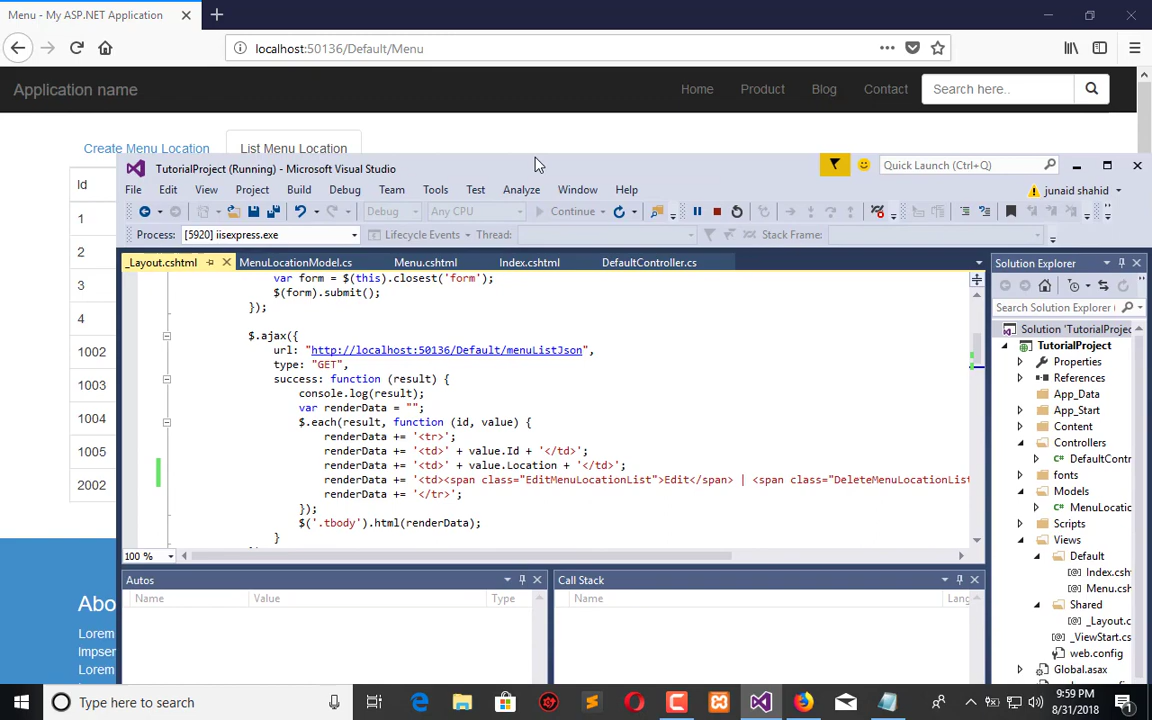 Menu - My ASP.NET Application
localhost:50136/Default/Menu
Application name
Home
Product
Blog
Contact
Search here..
Create Menu Location
List Menu Location
Id
1
2
3
4
1002
1003
1004
1005
2002
Abo
Lorem
Impsen
Lorem
TutorialProject (Running) - Microsoft Visual Studio
Quick Launch (Ctrl+Q)
File Edit View Project Build Debug Team Tools Test Analyze Window Help
junaid shahid
Debug
Any CPU
Continue
Process: [5920] iisexpress.exe
Lifecycle Events
Thread:
Stack Frame:
_Layout.cshtml
MenuLocationModel.cs
Menu.cshtml
Index.cshtml
DefaultController.cs
var form = $(this).closest('form');
$(form).submit();
});
$.ajax({
url: "http://localhost:50136/Default/menuListJson",
type: "GET",
success: function (result) {
console.log(result);
var renderData = "";
$.each(result, function (id, value) {
renderData += '<tr>';
renderData += '<td>' + value.Id + '</td>';
renderData += '<td>' + value.Location + '</td>';
renderData += '<td><span class="EditMenuLocationList">Edit</span> | <span class="DeleteMenuLocationList
renderData += '</tr>';
});
$('.tbody').html(renderData);
}
100 %
Autos
Name
Value
Type
Call Stack
Name
Lang
Solution Explorer
Search Solution Explorer (
Solution 'TutorialProjec
TutorialProject
Properties
References
App_Data
App_Start
Content
Controllers
DefaultContr
fonts
Models
MenuLocatio
Scripts
Views
Default
Index.csh
Menu.csh
Shared
_Layout.c
_ViewStart.cs
web.config
Global.asax
Type here to search
9:59 PM
8/31/2018
1